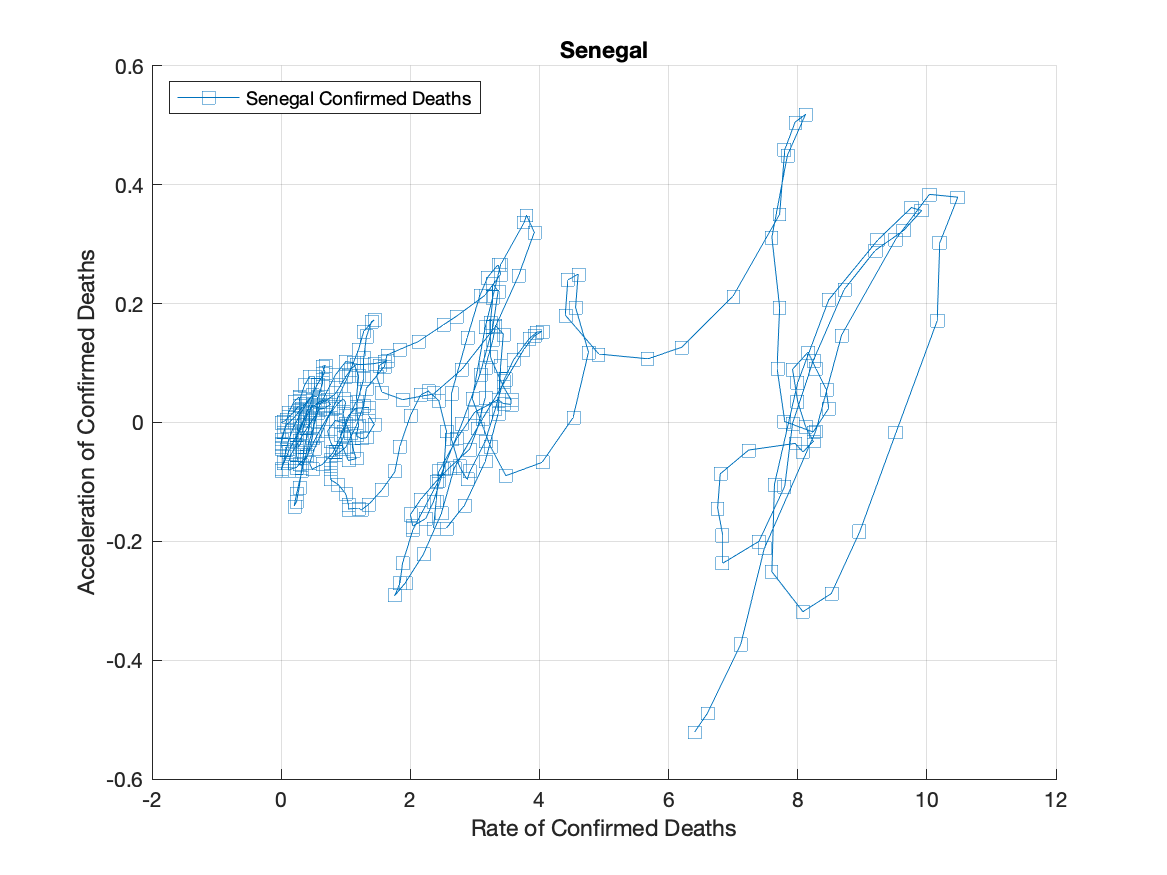 Senegal
Senegal Confirmed Deaths
0.6
0.4
0.2
0
-0.2
-0.4
-0.6
Acceleration of Confirmed Deaths
-2 0 2 4 6 8 10 12
Rate of Confirmed Deaths